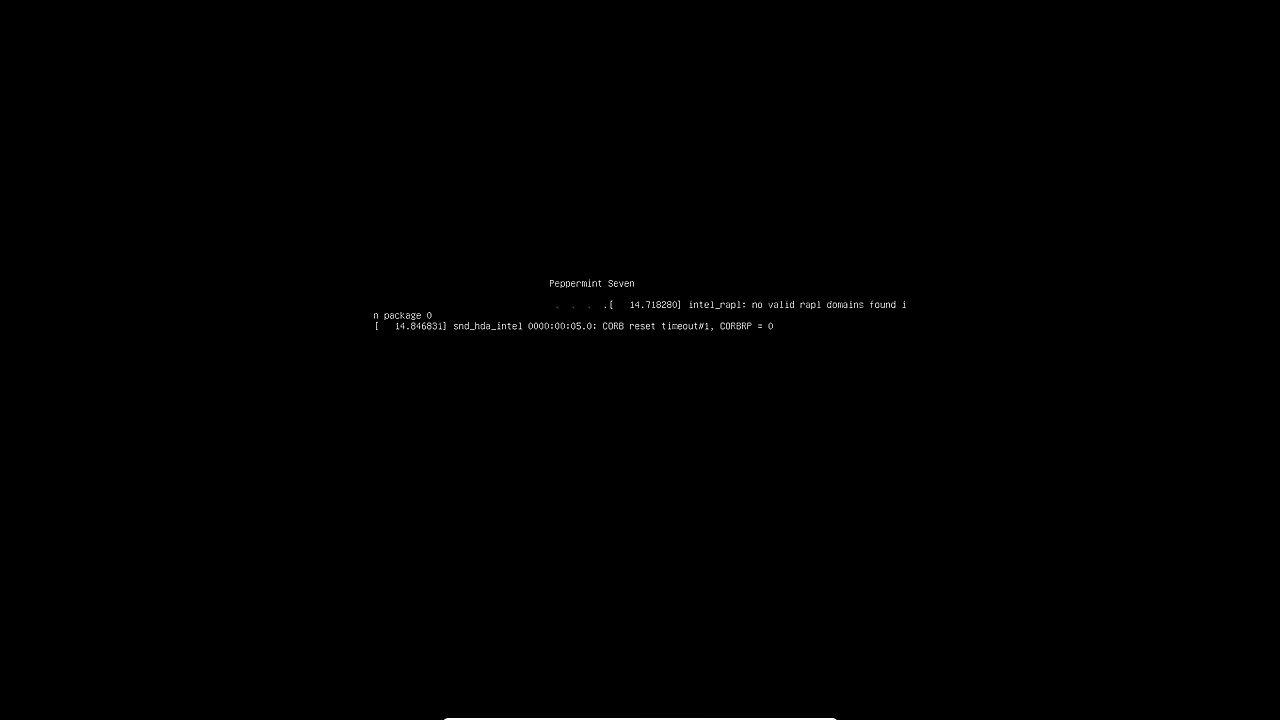 Peppermint Seven
. . . .[   14.718280] intel_rapl: no valid rapl domains found i
n package 0
[   14.846831] snd_hda_intel 0000:00:05.0: CORB reset timeout#1, CORBRP = 0